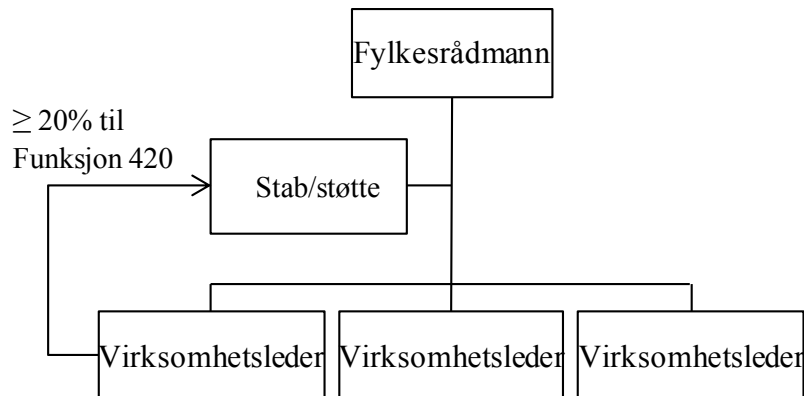 Fylkesrådmann
≥ 20% til
Funksjon 420
Stab/støtte
Virksomhetsleder
Virksomhetsleder
Virksomhetsleder